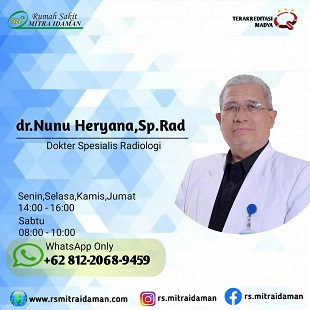 Rumah Sakit
MITRA IDAMAN
TERAKREDITASI
MADYA
dr.Nunu Heryana,Sp.Rad
Dokter Spesialis Radiologi
Senin,Selasa,Kamis,Jumat
14:00 - 16:00
Sabtu
08:00 - 10:00
WhatsApp Only
+62 812-2068-9459
www.rsmitraidaman.com
rs.mitraidaman
rs.mitraidaman